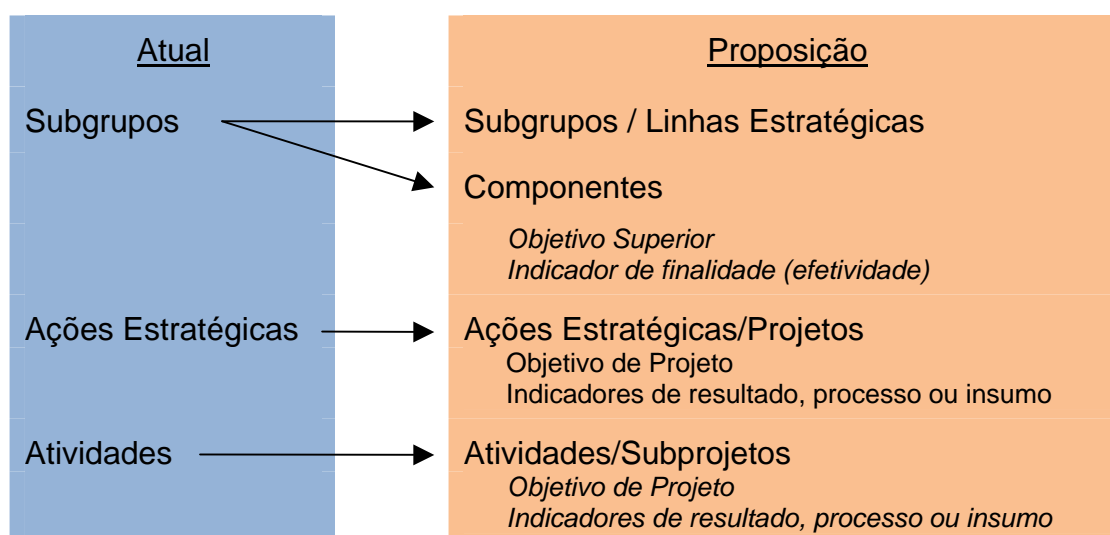 Atual
Proposição
Subgrupos
Subgrupos / Linhas Estratégicas
Componentes
Objetivo Superior
Indicador de finalidade (efetividade)
Ações Estratégicas
Ações Estratégicas/Projetos
Objetivo de Projeto
Indicadores de resultado, processo ou insumo
Atividades
Atividades/Subprojetos
Objetivo de Projeto
Indicadores de resultado, processo ou insumo